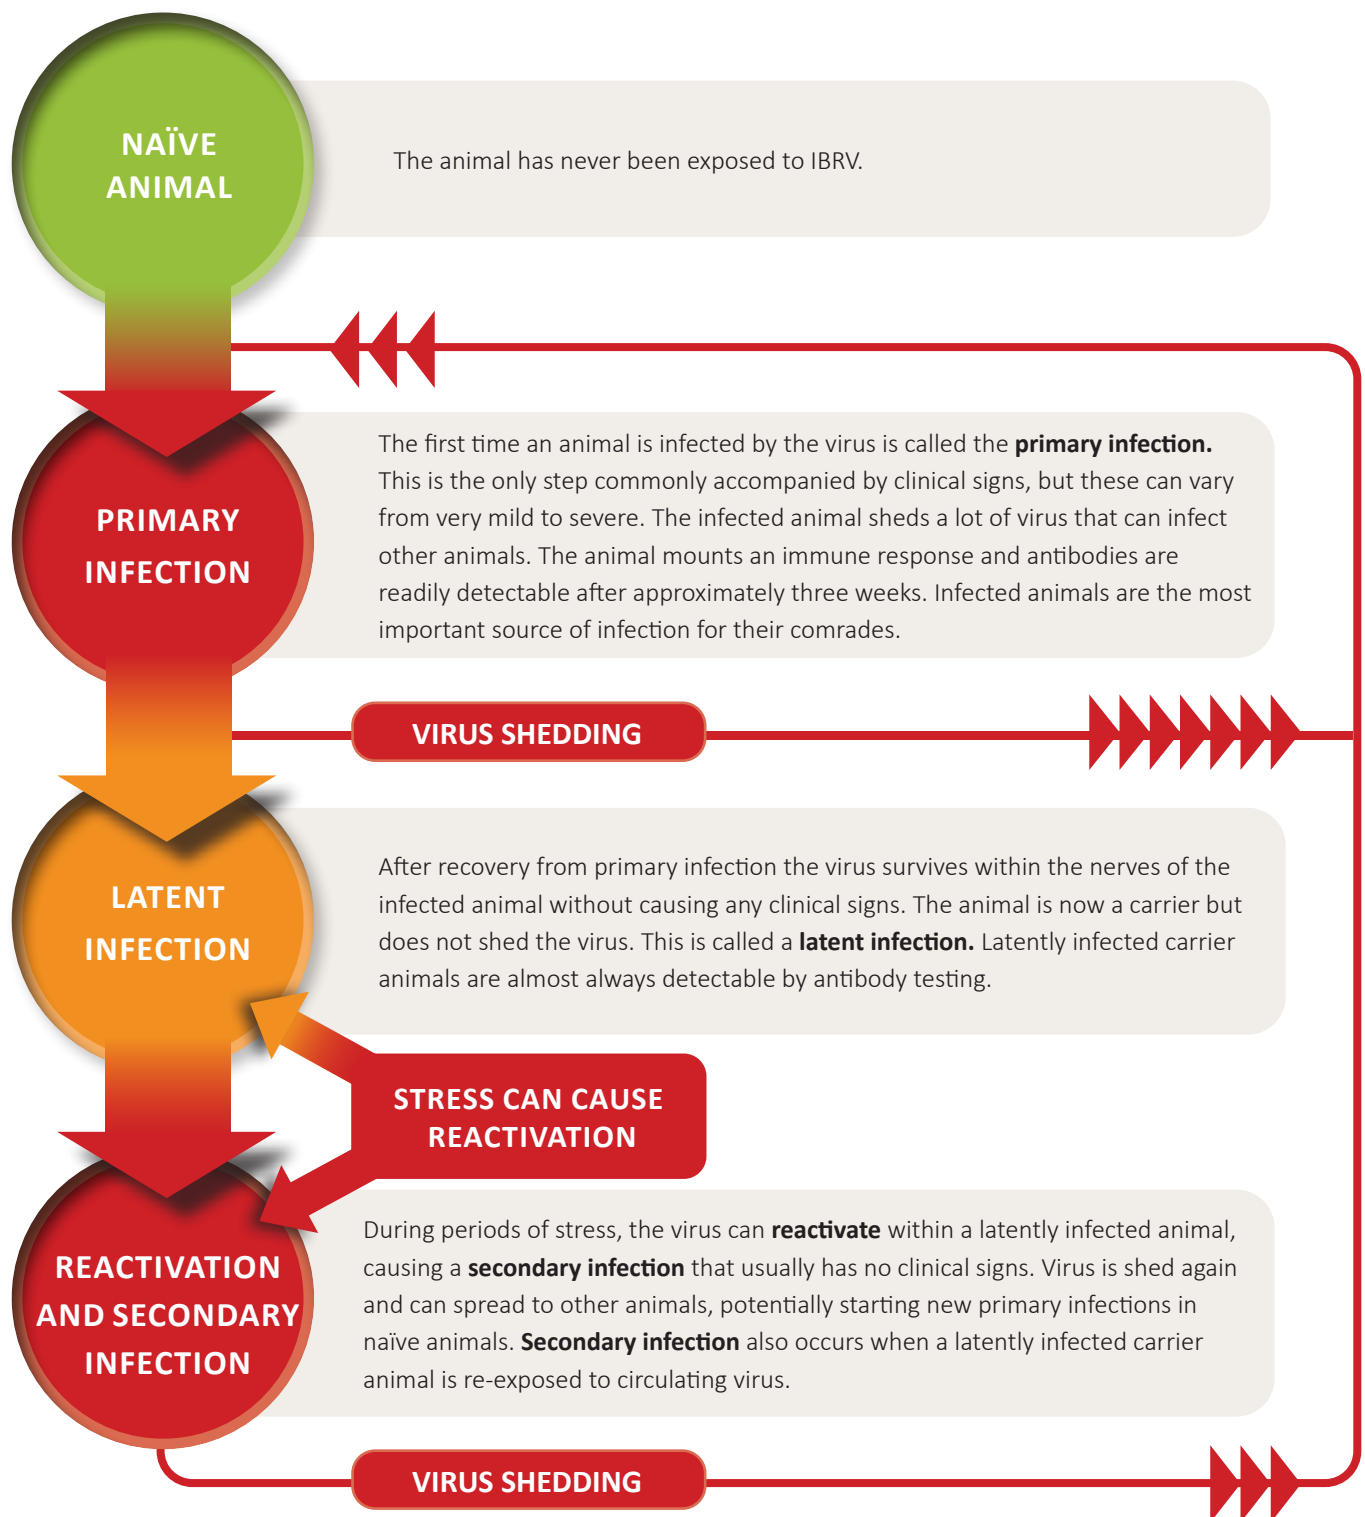 NAÏVE
ANIMAL
The animal has never been exposed to IBRV.
PRIMARY
INFECTION
The first time an animal is infected by the virus is called the primary infection.
This is the only step commonly accompanied by clinical signs, but these can vary
from very mild to severe. The infected animal sheds a lot of virus that can infect
other animals. The animal mounts an immune response and antibodies are
readily detectable after approximately three weeks. Infected animals are the most
important source of infection for their comrades.
VIRUS SHEDDING
LATENT
INFECTION
After recovery from primary infection the virus survives within the nerves of the
infected animal without causing any clinical signs. The animal is now a carrier but
does not shed the virus. This is called a latent infection. Latently infected carrier
animals are almost always detectable by antibody testing.
STRESS CAN CAUSE
REACTIVATION
REACTIVATION
AND SECONDARY
INFECTION
During periods of stress, the virus can reactivate within a latently infected animal,
causing a secondary infection that usually has no clinical signs. Virus is shed again
and can spread to other animals, potentially starting new primary infections in
naïve animals. Secondary infection also occurs when a latently infected carrier
animal is re-exposed to circulating virus.
VIRUS SHEDDING